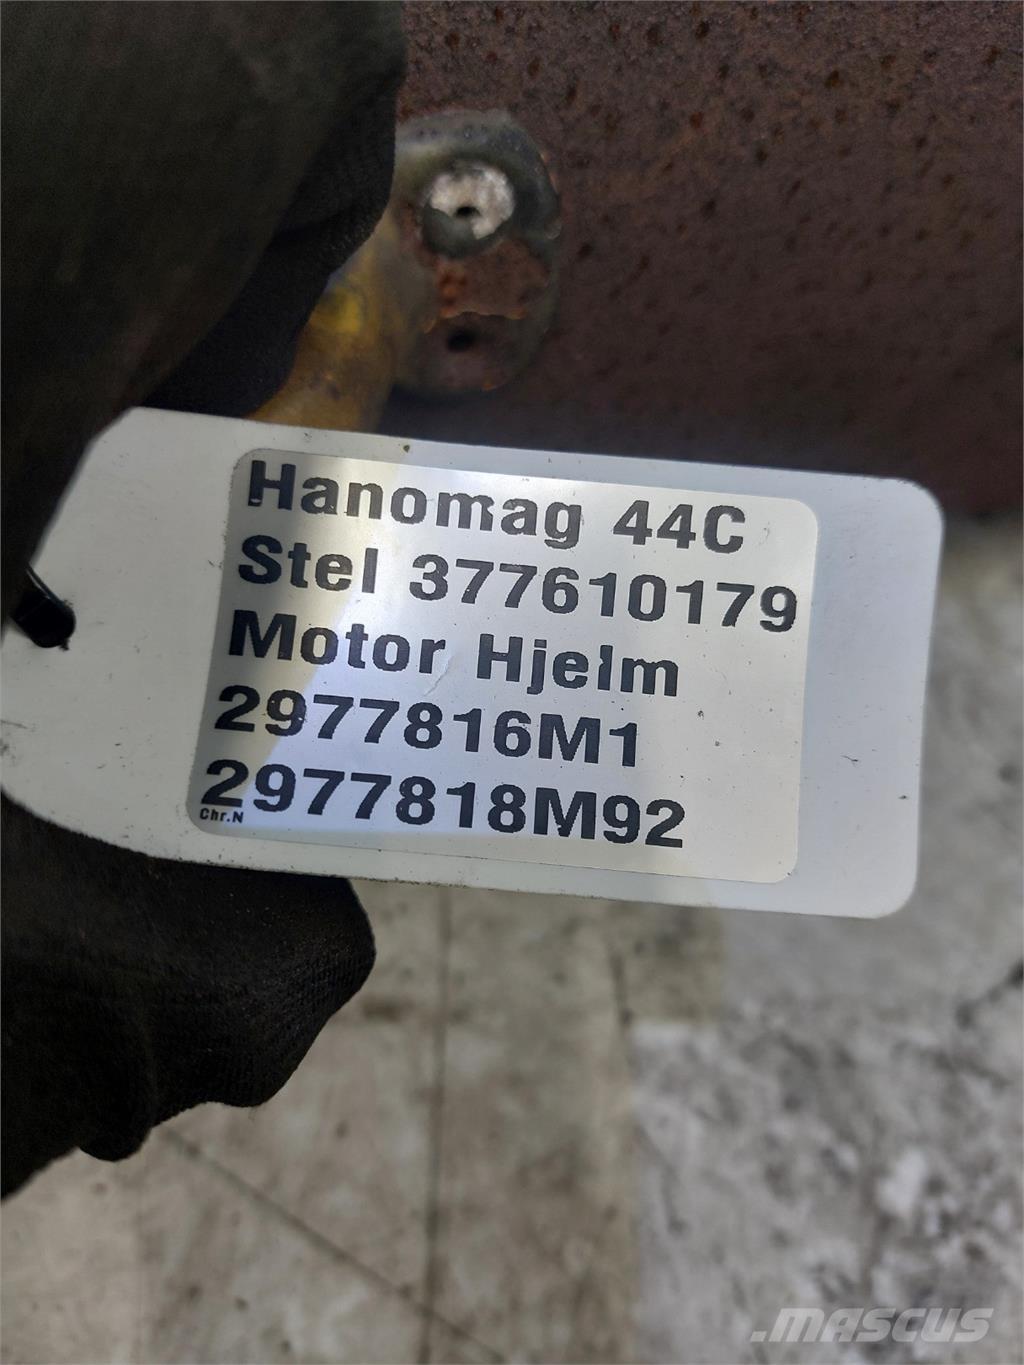 Hanomag 44C
Stel 377610179
Motor Hjelm
2977816M1
2977818M92
Chr.N
MASCUS